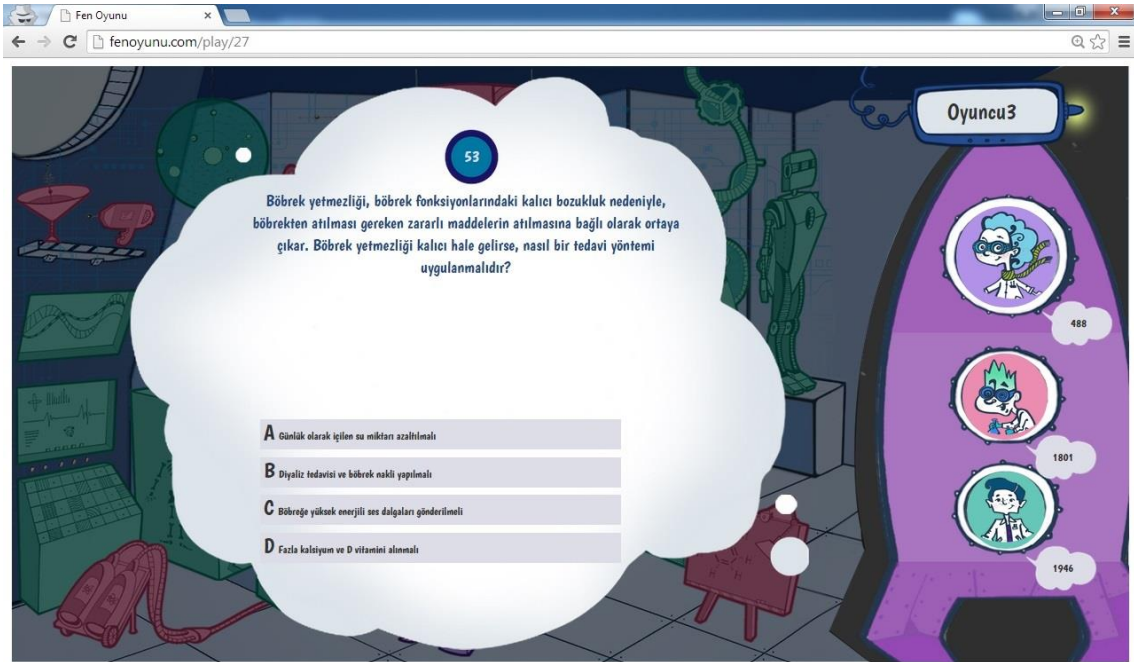 Fen Oyunu
fenoyunu.com/play/27
Oyuncu3
53
Böbrek yetmezliği, böbrek fonksiyonlarındaki kalıcı bozukluk nedeniyle,
böbrekten atılması gereken zararlı maddelerin atılmasına bağlı olarak ortaya
çıkar. Böbrek yetmezliği kalıcı hale gelirse, nasıl bir tedavi yöntemi
uygulanmalıdır?
A Günlük olarak içilen su miktarı azaltılmalı
B Diyaliz tedavisi ve böbrek nakli yapılmalı
C Böbreğe yüksek enerjili ses dalgaları gönderilmeli
D Fazla kalsiyum ve D vitamini alınmalı
488
1801
1946